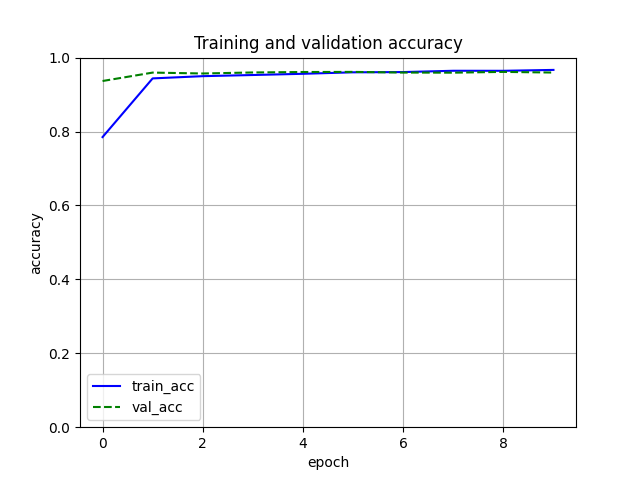 Training and validation accuracy
1.0
0.8
0.6
0.4
0.2
0.0
accuracy
train_acc
val_acc
0 2 4 6 8
epoch